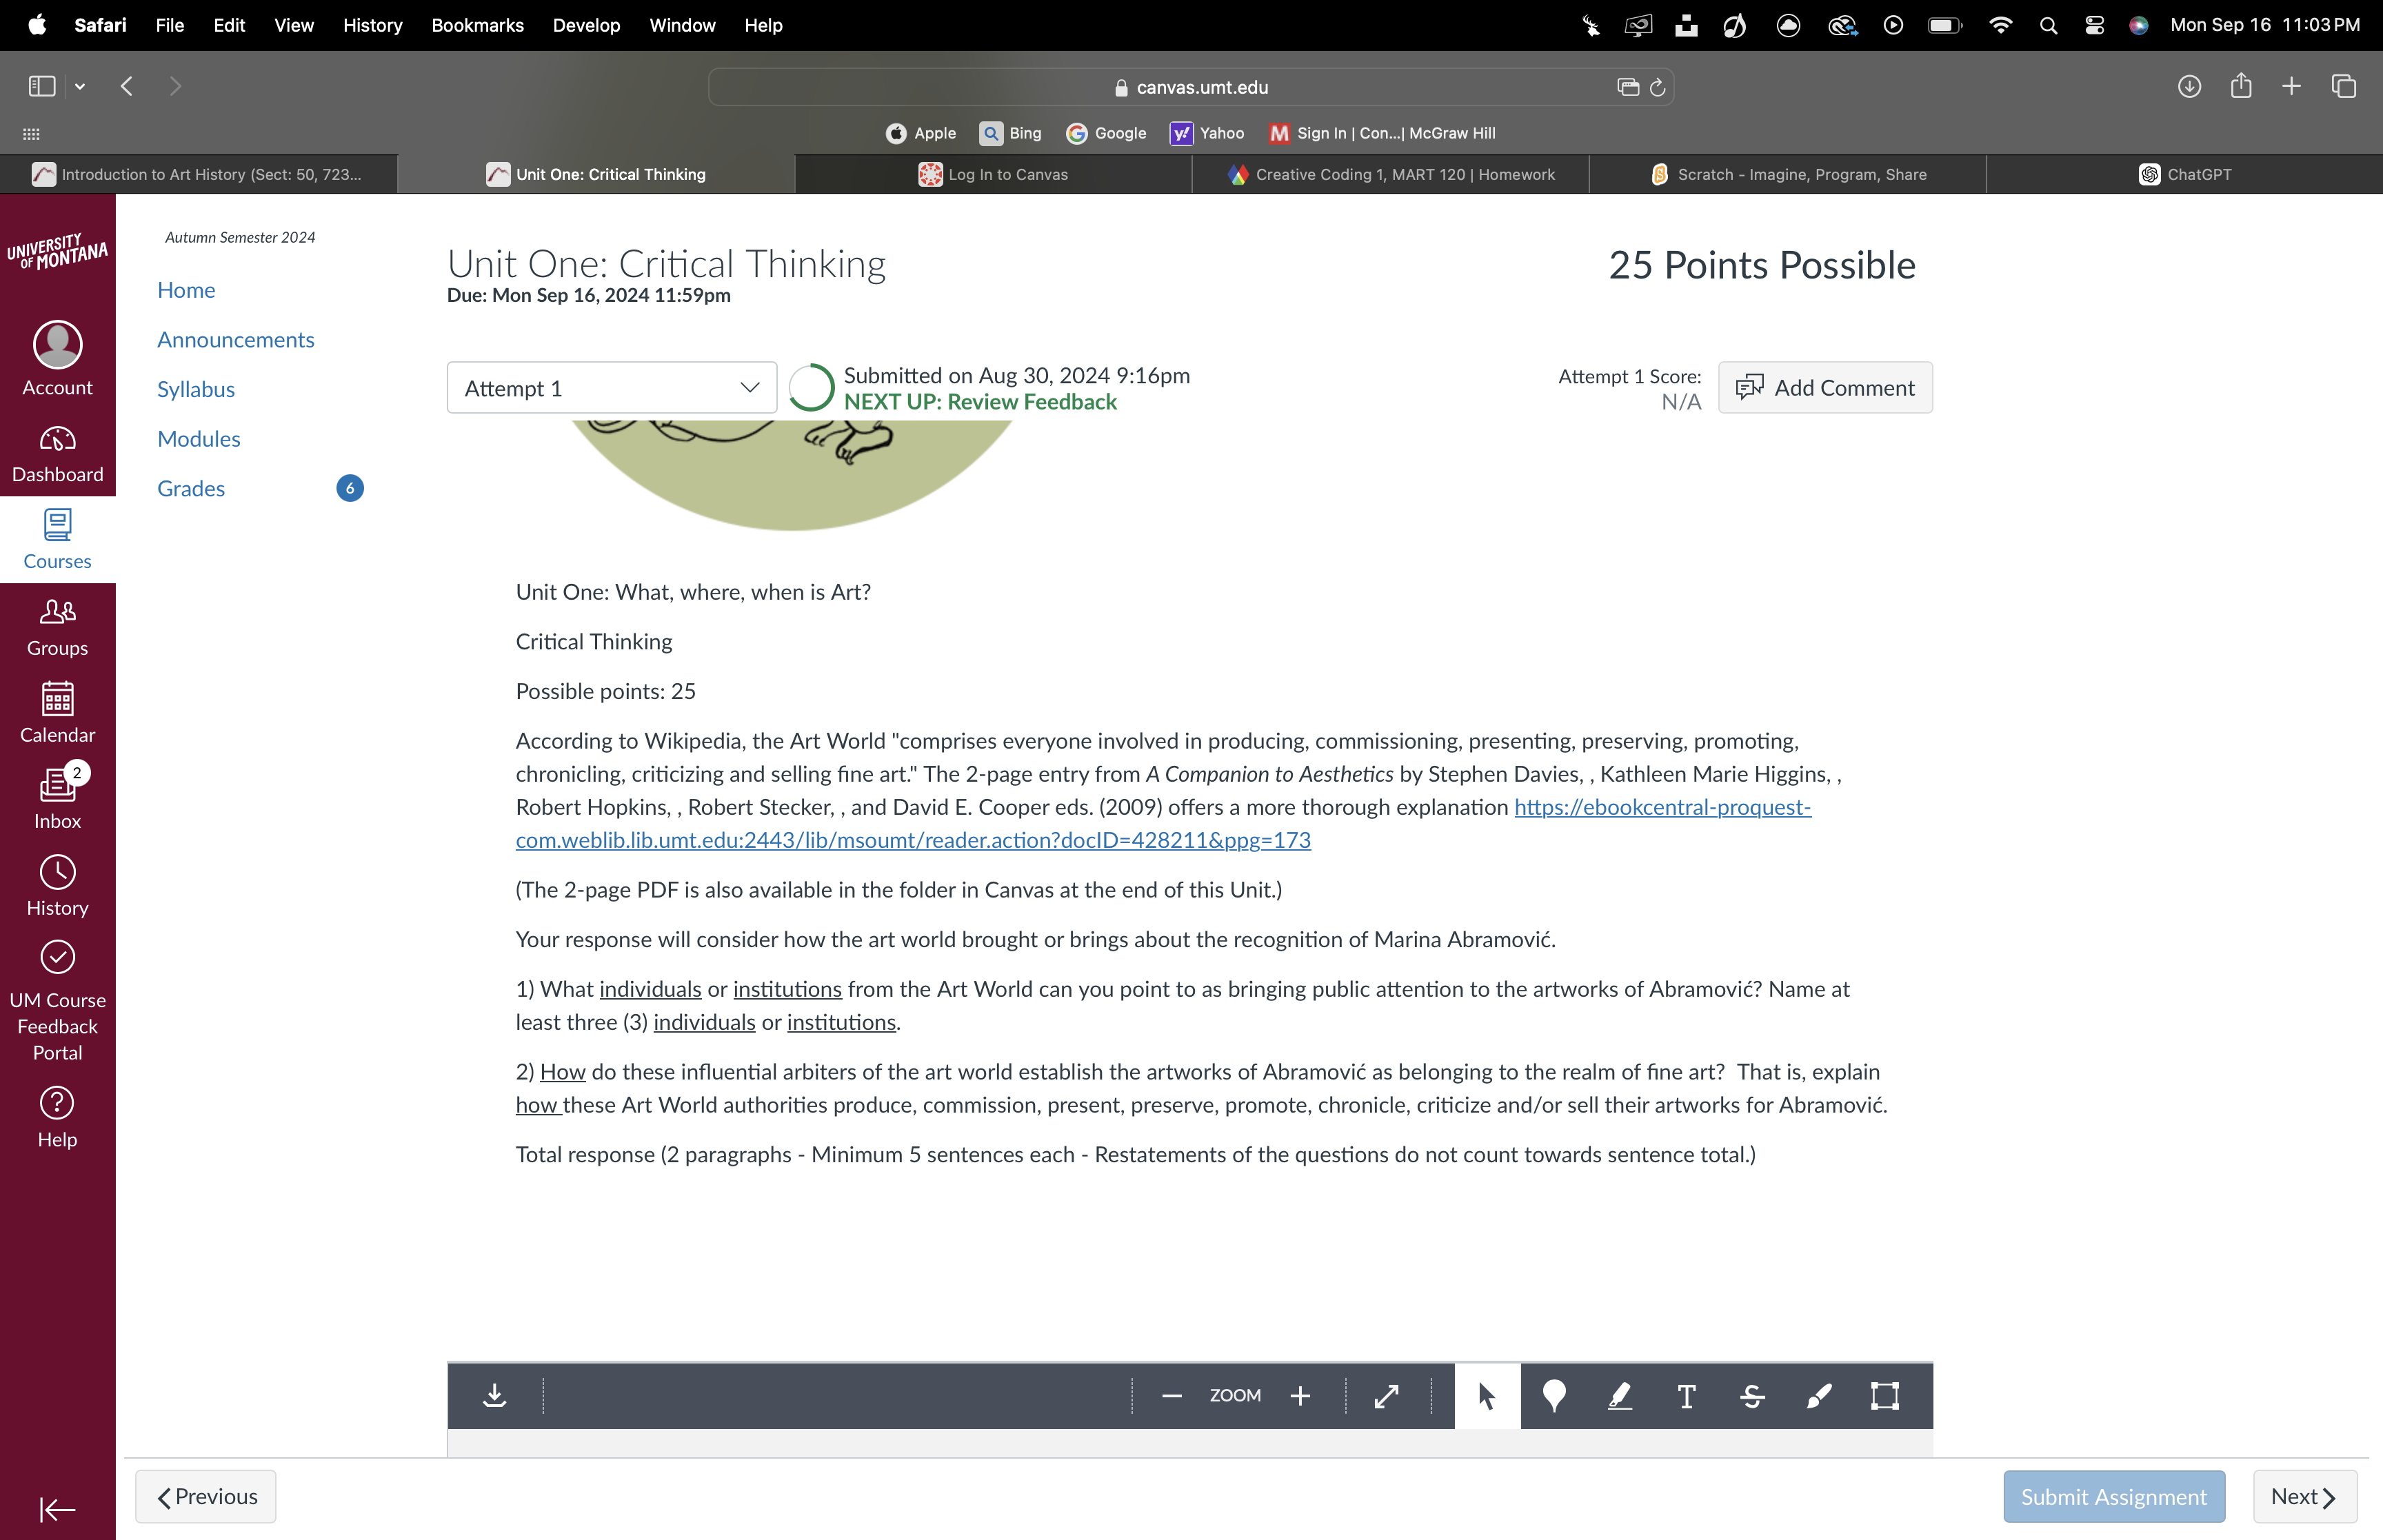 Safari File Edit View History Bookmarks Develop Window Help Mon Sep 16 11:03 PM
canvas.umt.edu
Apple Bing Google Yahoo Sign In | Con...| McGraw Hill
Introduction to Art History (Sect: 50, 723... Unit One: Critical Thinking Log In to Canvas Creative Coding 1, MART 120 | Homework Scratch - Imagine, Program, Share ChatGPT
UNIVERSITY
OF MONTANA
Account
Dashboard
Courses
Groups
Calendar
2
Inbox
History
UM Course
Feedback
Portal
Help
Autumn Semester 2024
Home
Announcements
Syllabus
Modules
Grades 6
Unit One: Critical Thinking 25 Points Possible
Due: Mon Sep 16, 2024 11:59pm
Attempt 1
Submitted on Aug 30, 2024 9:16pm
NEXT UP: Review Feedback
Attempt 1 Score:
N/A
Add Comment
Unit One: What, where, when is Art?
Critical Thinking
Possible points: 25
According to Wikipedia, the Art World "comprises everyone involved in producing, commissioning, presenting, preserving, promoting,
chronicling, criticizing and selling fine art." The 2-page entry from A Companion to Aesthetics by Stephen Davies, , Kathleen Marie Higgins, ,
Robert Hopkins, , Robert Stecker, , and David E. Cooper eds. (2009) offers a more thorough explanation https://ebookcentral-proquest-
com.weblib.lib.umt.edu:2443/lib/msoumt/reader.action?docID=428211&ppg=173
(The 2-page PDF is also available in the folder in Canvas at the end of this Unit.)
Your response will consider how the art world brought or brings about the recognition of Marina Abramović.
1) What individuals or institutions from the Art World can you point to as bringing public attention to the artworks of Abramović? Name at
least three (3) individuals or institutions.
2) How do these influential arbiters of the art world establish the artworks of Abramović as belonging to the realm of fine art? That is, explain
how these Art World authorities produce, commission, present, preserve, promote, chronicle, criticize and/or sell their artworks for Abramović.
Total response (2 paragraphs - Minimum 5 sentences each - Restatements of the questions do not count towards sentence total.)
ZOOM
Previous Submit Assignment Next